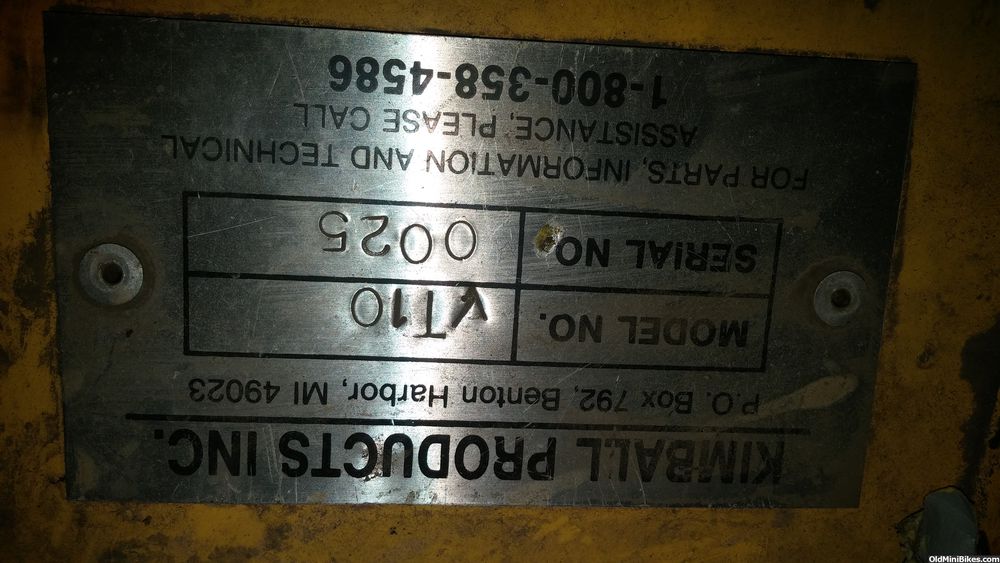 KIMBALL PRODUCTS INC.
P.O. Box 792, Benton Harbor, MI 49023
MODEL NO. VT10
SERIAL NO. 0025
FOR PARTS, INFORMATION AND TECHNICAL
ASSISTANCE, PLEASE CALL
1-800-358-4586
OldMiniBikes.com